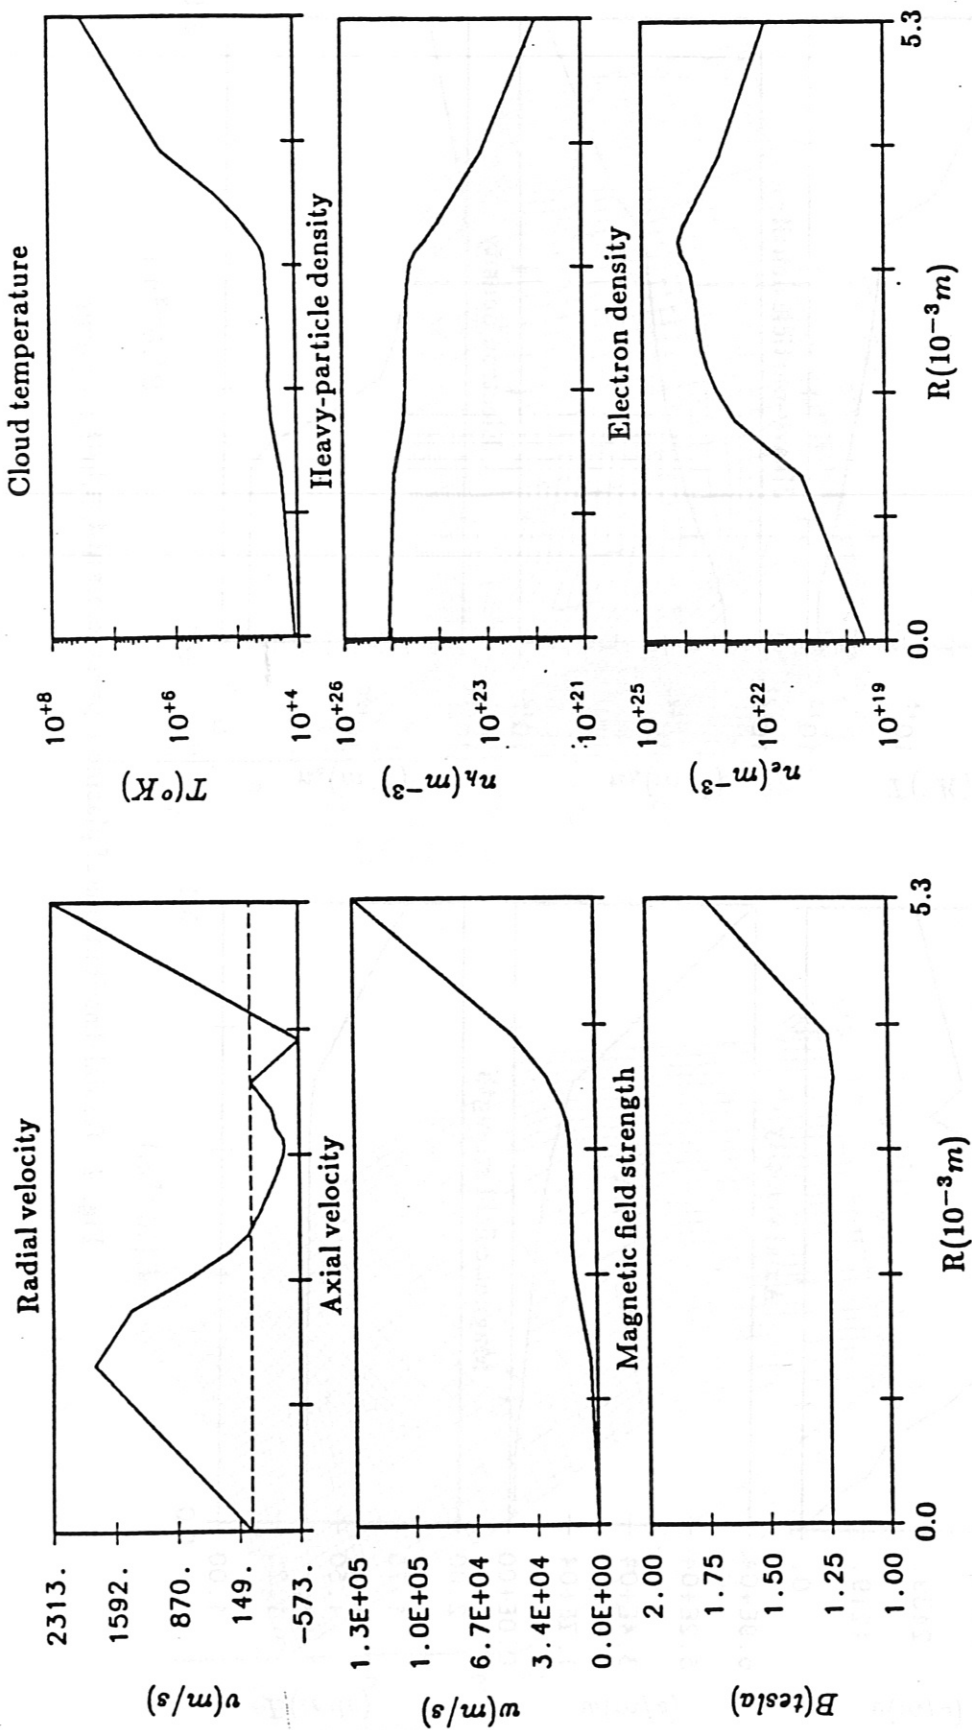 Radial velocity
2313.
1592.
870.
149.
-573.
v(m/s)
Axial velocity
1.3E+05
1.0E+05
6.7E+04
3.4E+04
0.0E+00
w(m/s)
Magnetic field strength
2.00
1.75
1.50
1.25
1.00
B(tesla)
0.0
5.3
R(10⁻³m)
Cloud temperature
10⁺⁸
10⁺⁶
10⁺⁴
T(°K)
Heavy-particle density
10⁺²⁶
10⁺²³
10⁺²¹
nₕ(m⁻³)
Electron density
10⁺²⁵
10⁺²²
10⁺¹⁹
nₑ(m⁻³)
0.0
5.3
R(10⁻³m)